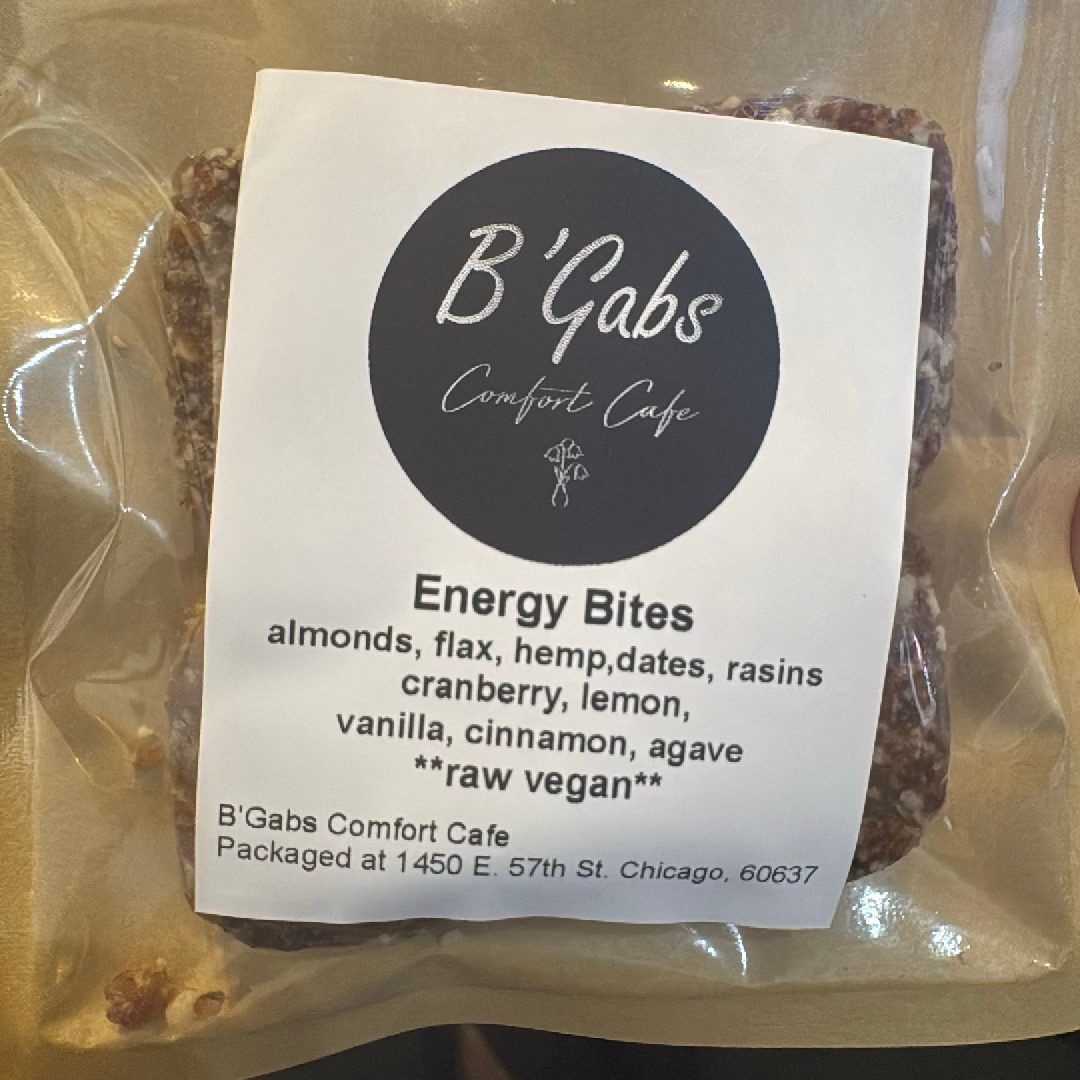 B'Gabs
Comfort Cafe
Energy Bites
almonds, flax, hemp,dates, rasins
cranberry, lemon,
vanilla, cinnamon, agave
**raw vegan**
B'Gabs Comfort Cafe
Packaged at 1450 E. 57th St. Chicago, 60637